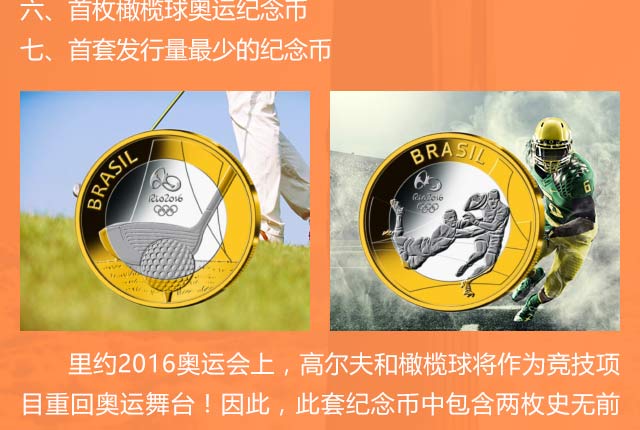 六、首枚橄榄球奥运纪念币
七、首套发行量最少的纪念币
BRASIL
Rio2016
BRASIL
Rio2016
6
里约2016奥运会上，高尔夫和橄榄球将作为竞技项
目重回奥运舞台！因此，此套纪念币中包含两枚史无前